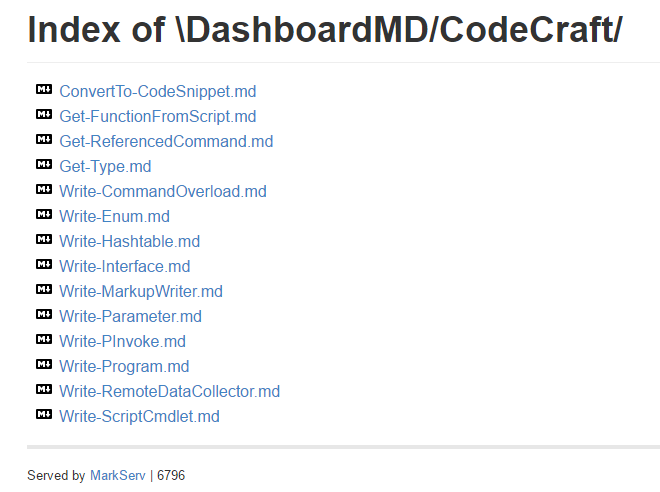 Index of \DashboardMD/CodeCraft/
ConvertTo-CodeSnippet.md
Get-FunctionFromScript.md
Get-ReferencedCommand.md
Get-Type.md
Write-CommandOverload.md
Write-Enum.md
Write-Hashtable.md
Write-Interface.md
Write-MarkupWriter.md
Write-Parameter.md
Write-PInvoke.md
Write-Program.md
Write-RemoteDataCollector.md
Write-ScriptCmdlet.md
Served by MarkServ | 6796